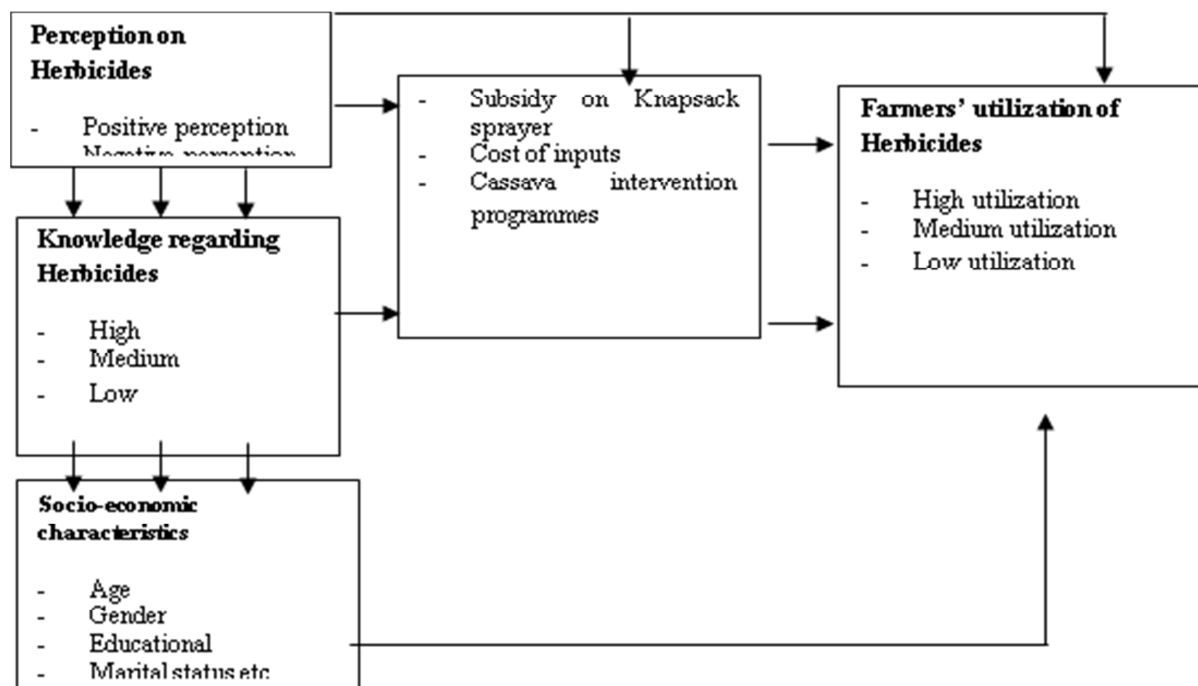 Perception on
Herbicides
- Positive perception
- Negative perception
Knowledge regarding
Herbicides
- High
- Medium
- Low
Socio-economic
characteristics
- Age
- Gender
- Educational
- Marital status etc
- Subsidy on Knapsack
sprayer
- Cost of inputs
- Cassava intervention
programmes
Farmers' utilization of
Herbicides
- High utilization
- Medium utilization
- Low utilization